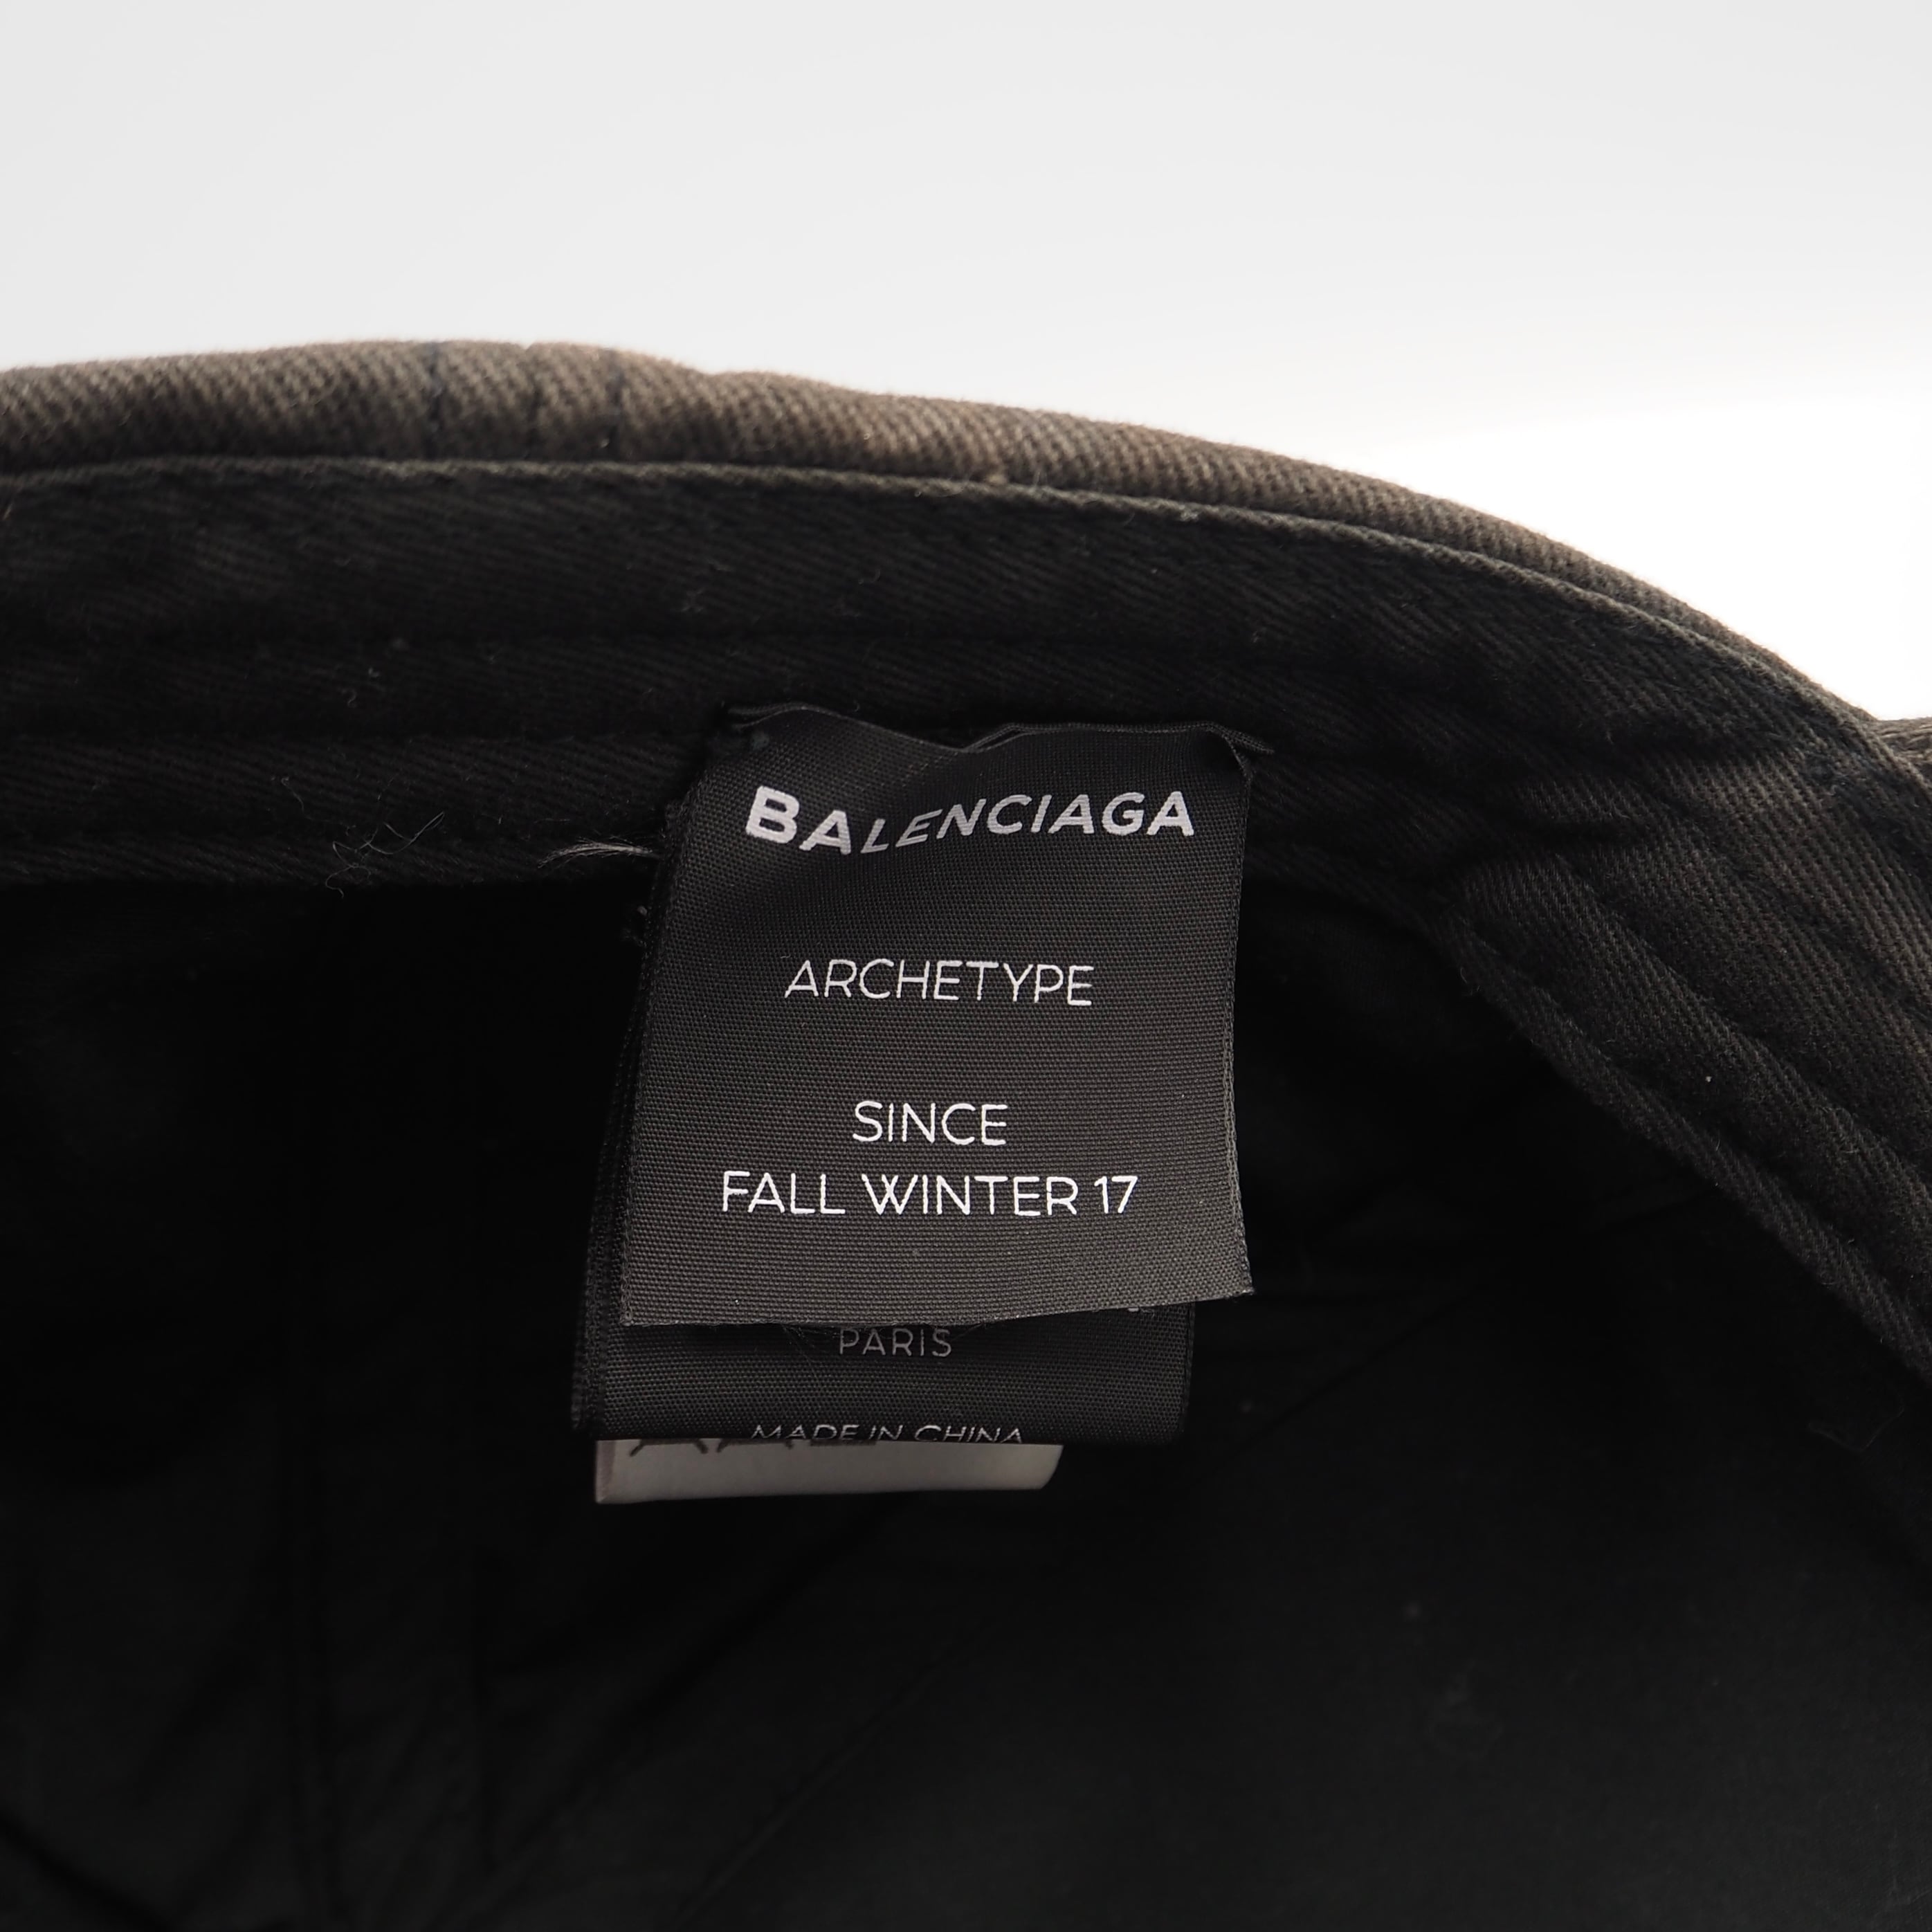 BALENCIAGA
ARCHETYPE
SINCE
FALL WINTER 17
PARIS
MADE IN CHINA